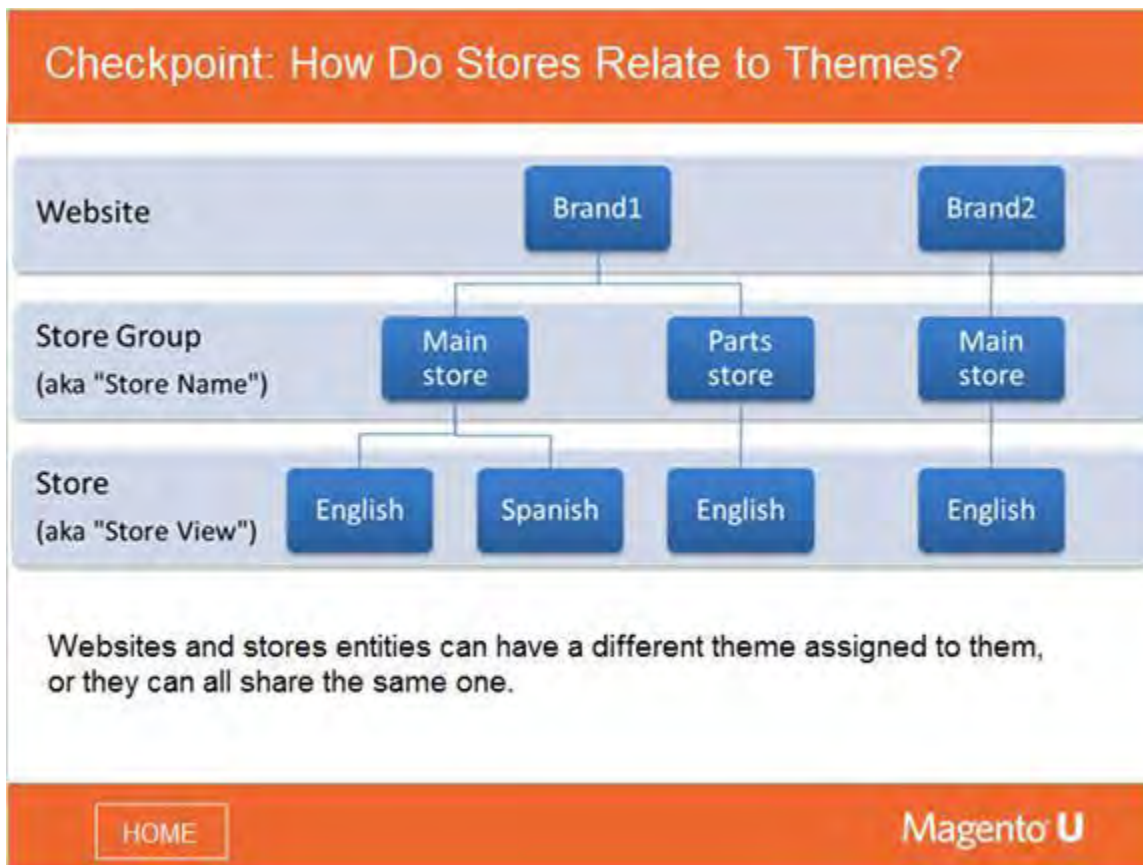 Checkpoint: How Do Stores Relate to Themes?
Website
Brand1
Brand2
Store Group
(aka "Store Name")
Main
store
Parts
store
Main
store
Store
(aka "Store View")
English
Spanish
English
English
Websites and stores entities can have a different theme assigned to them,
or they can all share the same one.
HOME
Magento U